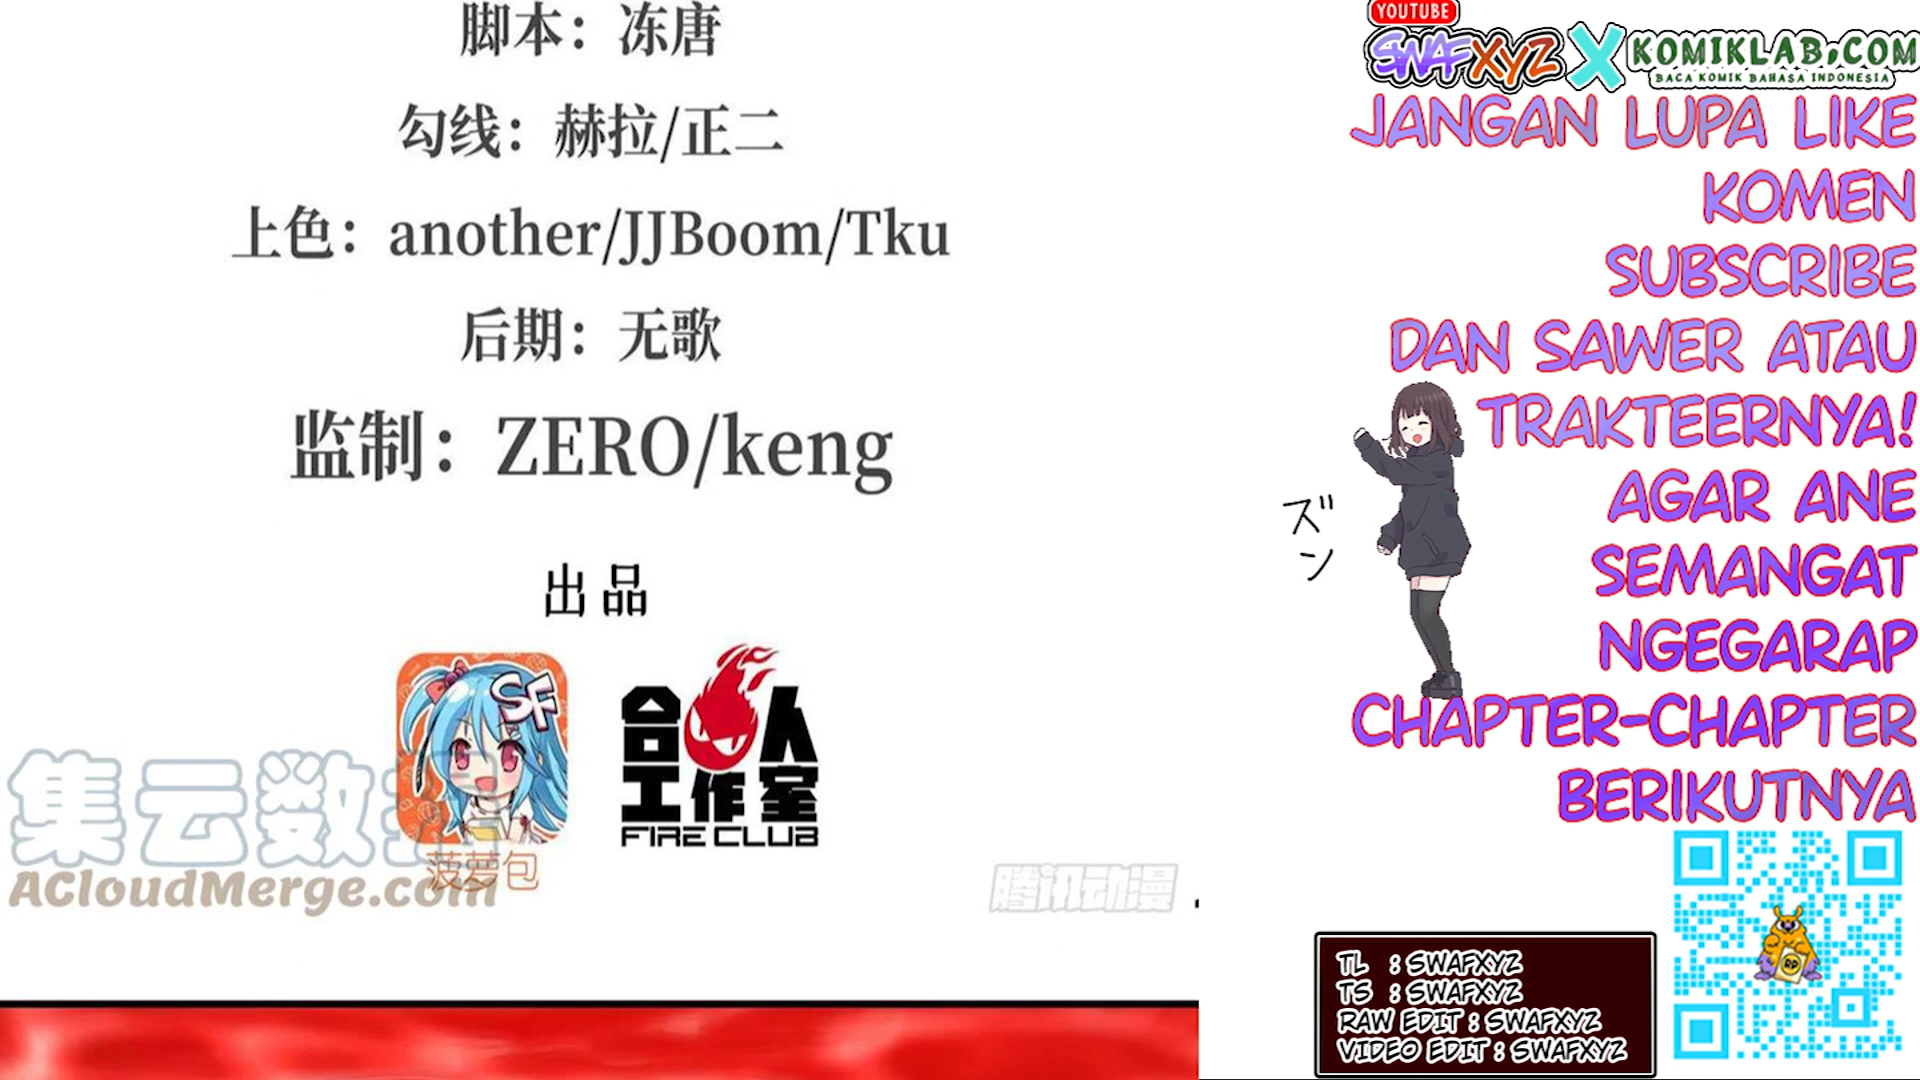 脚本：冻唐
勾线：赫拉/正二
上色：another/JJBoom/Tku
后期：无歌
监制：ZERO/keng
出品
SF
菠萝包
合人
工作室
FIRE CLUB
集云数
ACloudMerge.com
腾讯动漫
YOUTUBE
SWAFXYZ X KOMIKLAB.COM
BACA KOMIK BAHASA INDONESIA
JANGAN LUPA LIKE
KOMEN
SUBSCRIBE
DAN SAWER ATAU
TRAKTEERNYA!
AGAR ANE
SEMANGAT
NGEGARAP
CHAPTER-CHAPTER
BERIKUTNYA
ズン
TL : SWAFXYZ
TS : SWAFXYZ
RAW EDIT : SWAFXYZ
VIDEO EDIT : SWAFXYZ